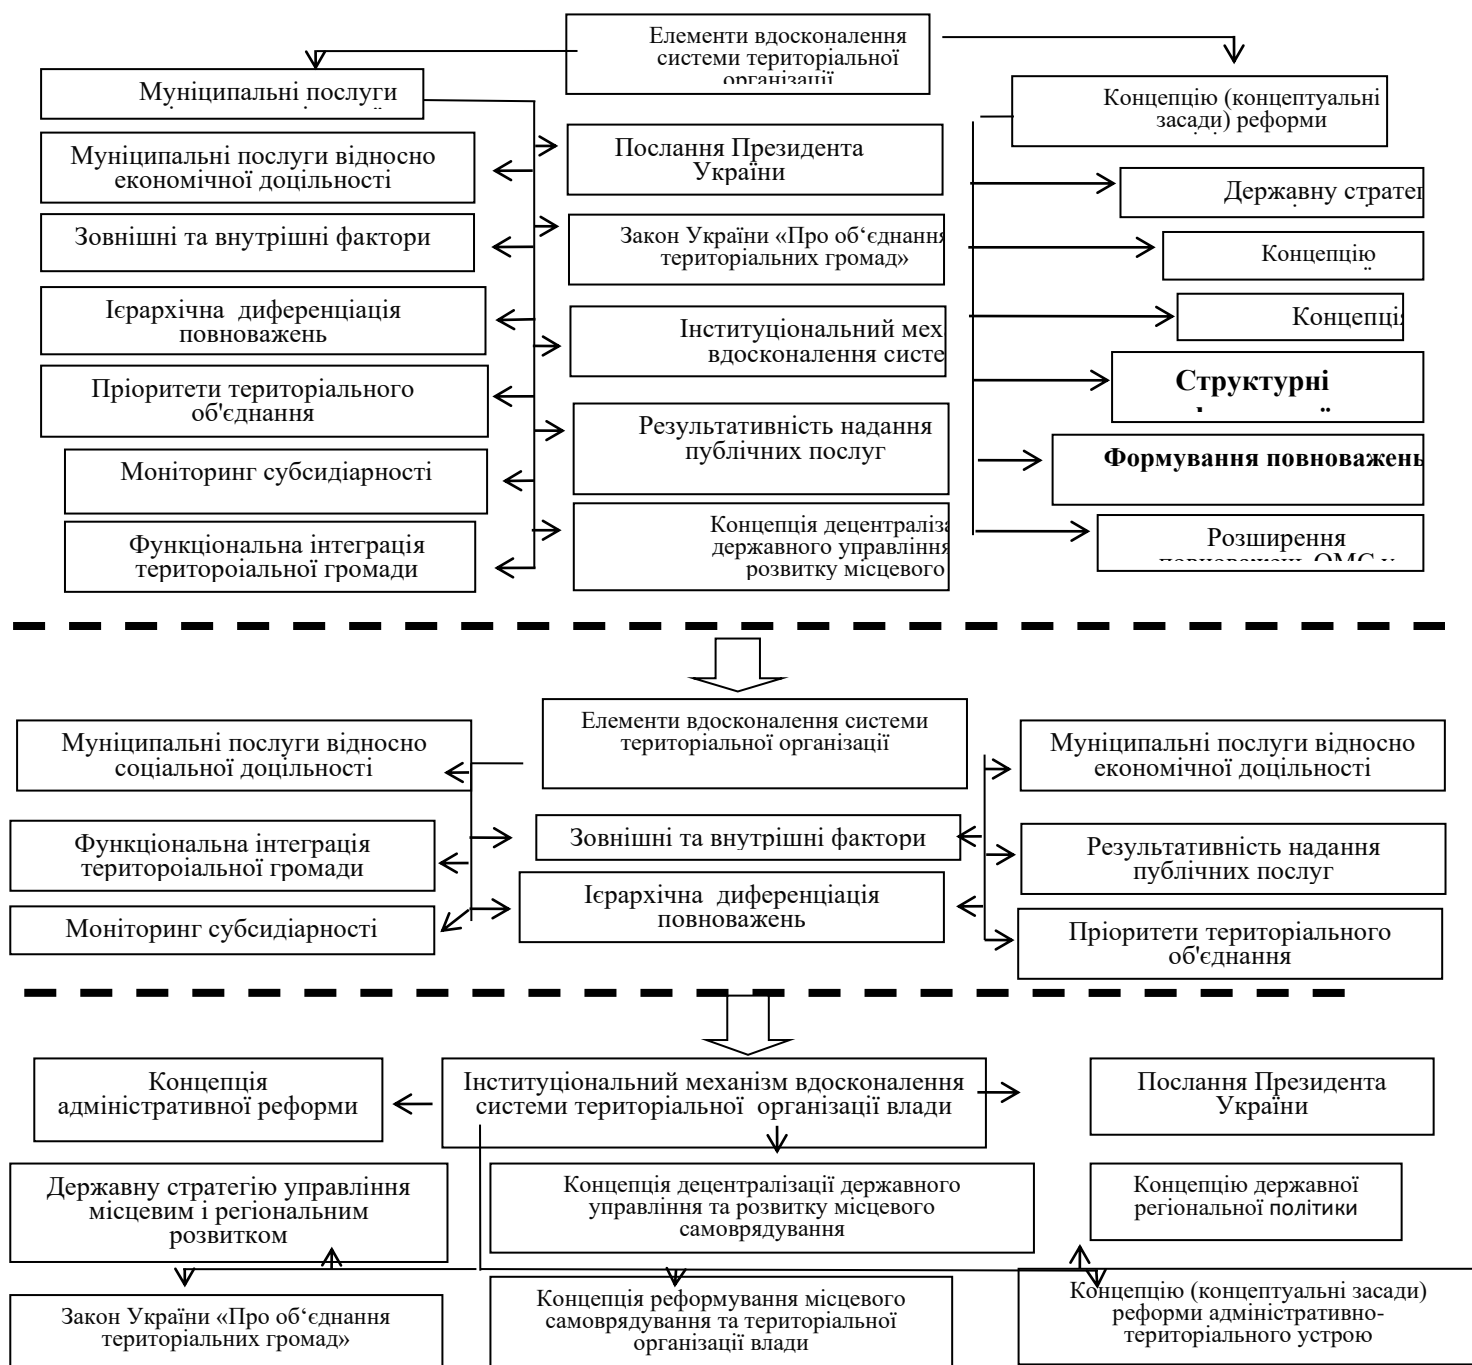 Елементи вдосконалення
системи територіальної
організації
Муніципальні послуги
Концепцію (концептуальні
засади) реформи
Муніципальні послуги відносно
економічної доцільності
Послання Президента
України
Державну
Зовнішні та внутрішні фактори
Закон України «Про об‘єднання
територіальних громад»
Концепцію
Ієрархічна диференціація
повноважень
Інституціональний
вдосконалення
Пріоритети територіального
об'єднання
Структурні
Результативність надання
публічних послуг
Моніторинг субсидіарності
Формування повноважень
Функціональна інтеграція
територоіальної громади
Концепція
державного управління
розвитку місцевого
Розширення
повноважень ОМС у
Елементи вдосконалення системи
територіальної організації
Муніципальні послуги відносно
соціальної доцільності
Муніципальні послуги відносно
економічної доцільності
Функціональна інтеграція
територоіальної громади
Зовнішні та внутрішні фактори
Результативність надання
публічних послуг
Моніторинг субсидіарності
Ієрархічна диференціація
повноважень
Пріоритети територіального
об'єднання
Концепція
адміністративної реформи
Інституціональний механізм вдосконалення
системи територіальної організації влади
Послання Президента
України
Державну стратегію управління
місцевим і регіональним
розвитком
Концепція децентралізації державного
управління та розвитку місцевого
самоврядування
Концепцію державної
регіональної політики
Закон України «Про об‘єднання
територіальних громад»
Концепція реформування місцевого
самоврядування та територіальної
організації влади
Концепцію (концептуальні засади)
реформи адміністративно-
територіального устрою